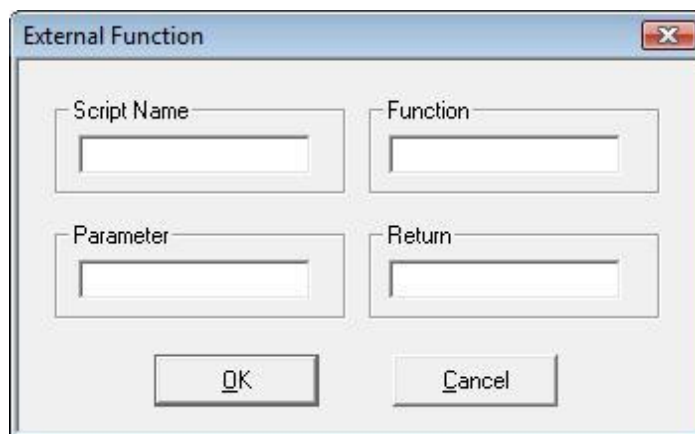 External Function
Script Name
Function
Parameter
Return
OK
Cancel